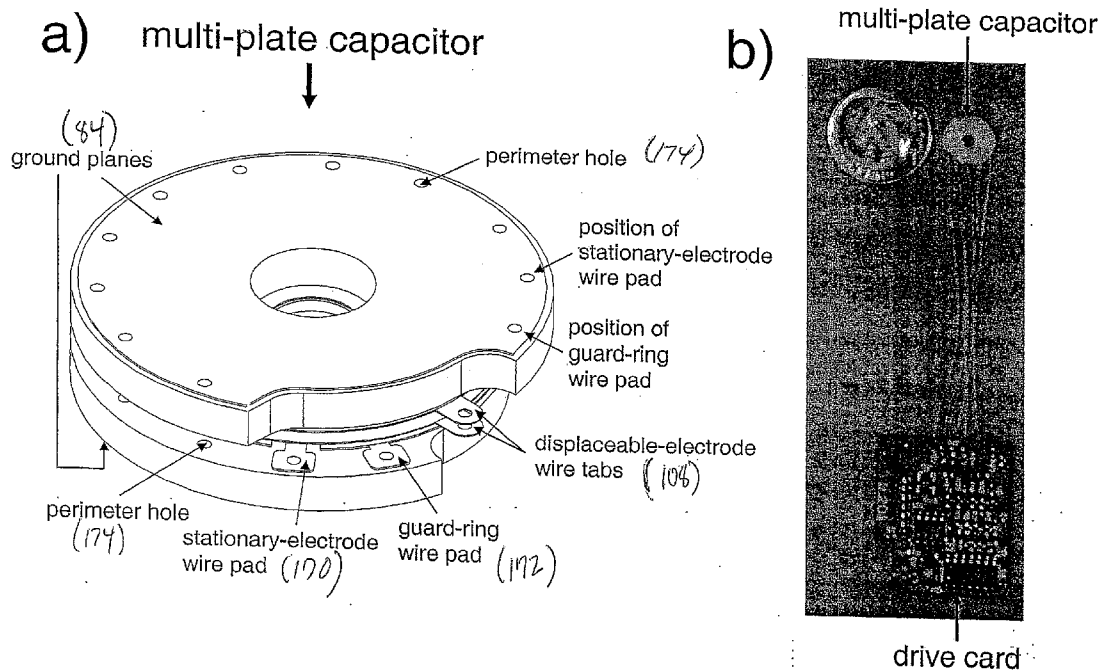 a)
multi-plate capacitor
(84)
ground planes
perimeter hole (174)
position of
stationary-electrode
wire pad
position of
guard-ring
wire pad
displaceable-electrode
wire tabs (108)
perimeter hole
(174)
stationary-electrode
wire pad (170)
guard-ring
wire pad (172)
b)
multi-plate capacitor
drive card